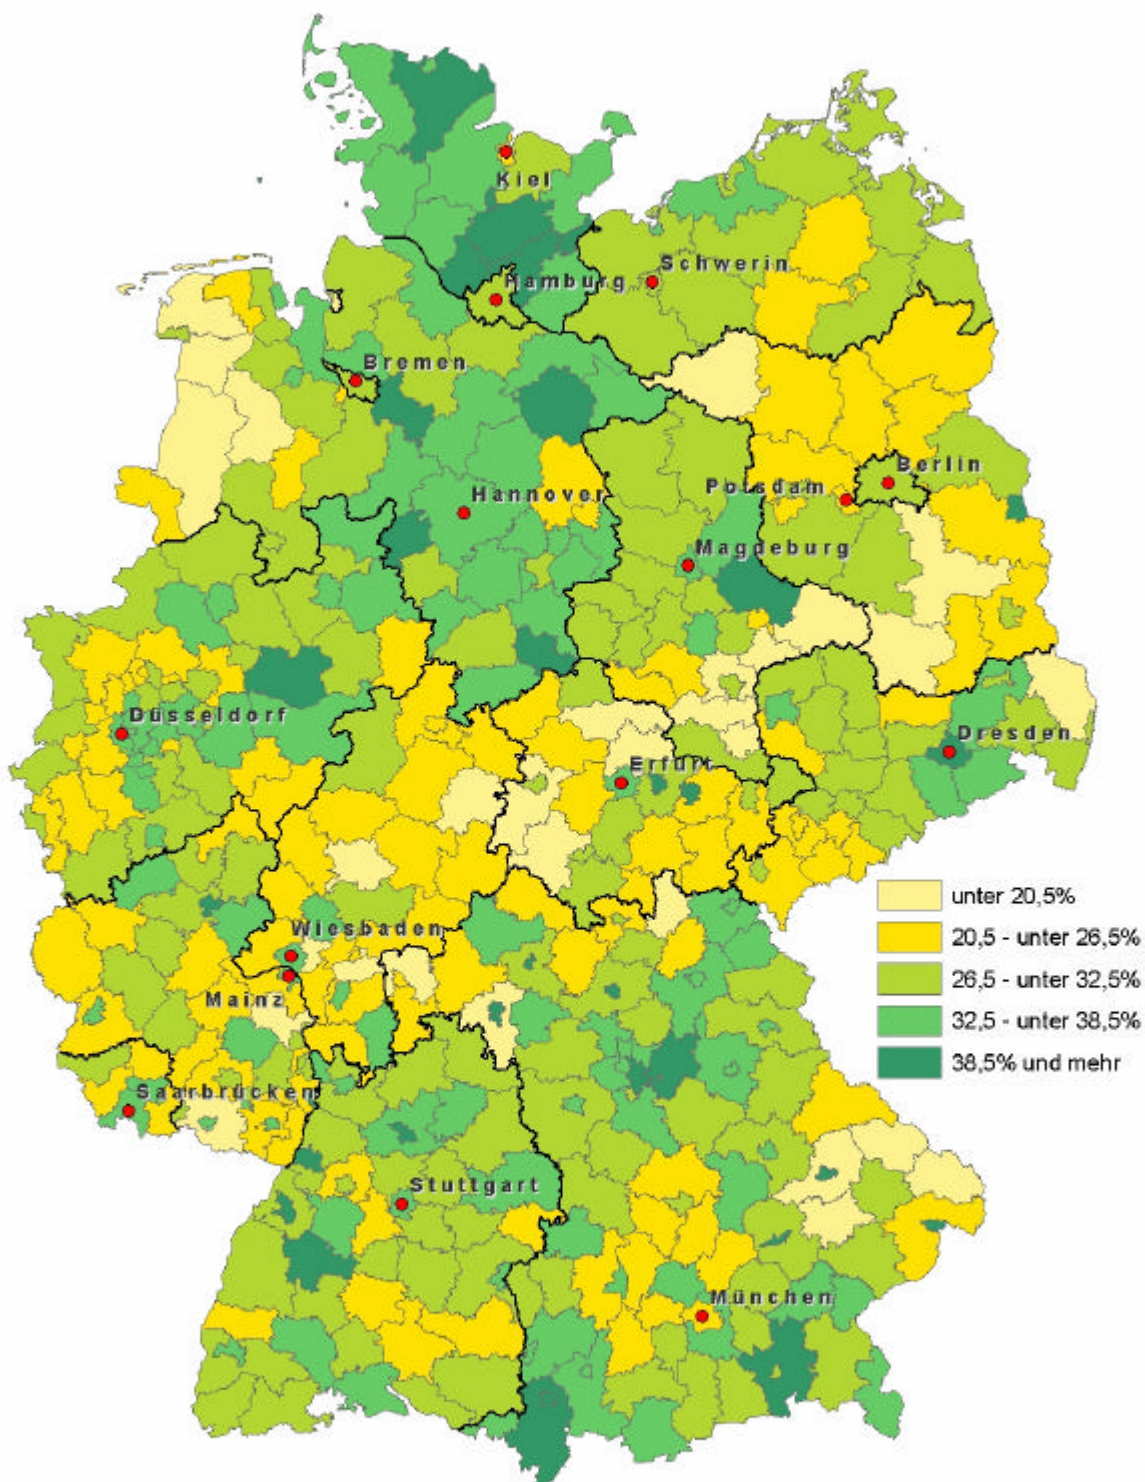 Kiel
Schwerin
Hamburg
Bremen
Berlin
Potsdam
Hannover
Magdeburg
Düsseldorf
Dresden
Erfurt
unter 20,5%
Wiesbaden
20,5 - unter 26,5%
26,5 - unter 32,5%
Mainz
32,5 - unter 38,5%
38,5% und mehr
Saarbrücken
Stuttgart
München